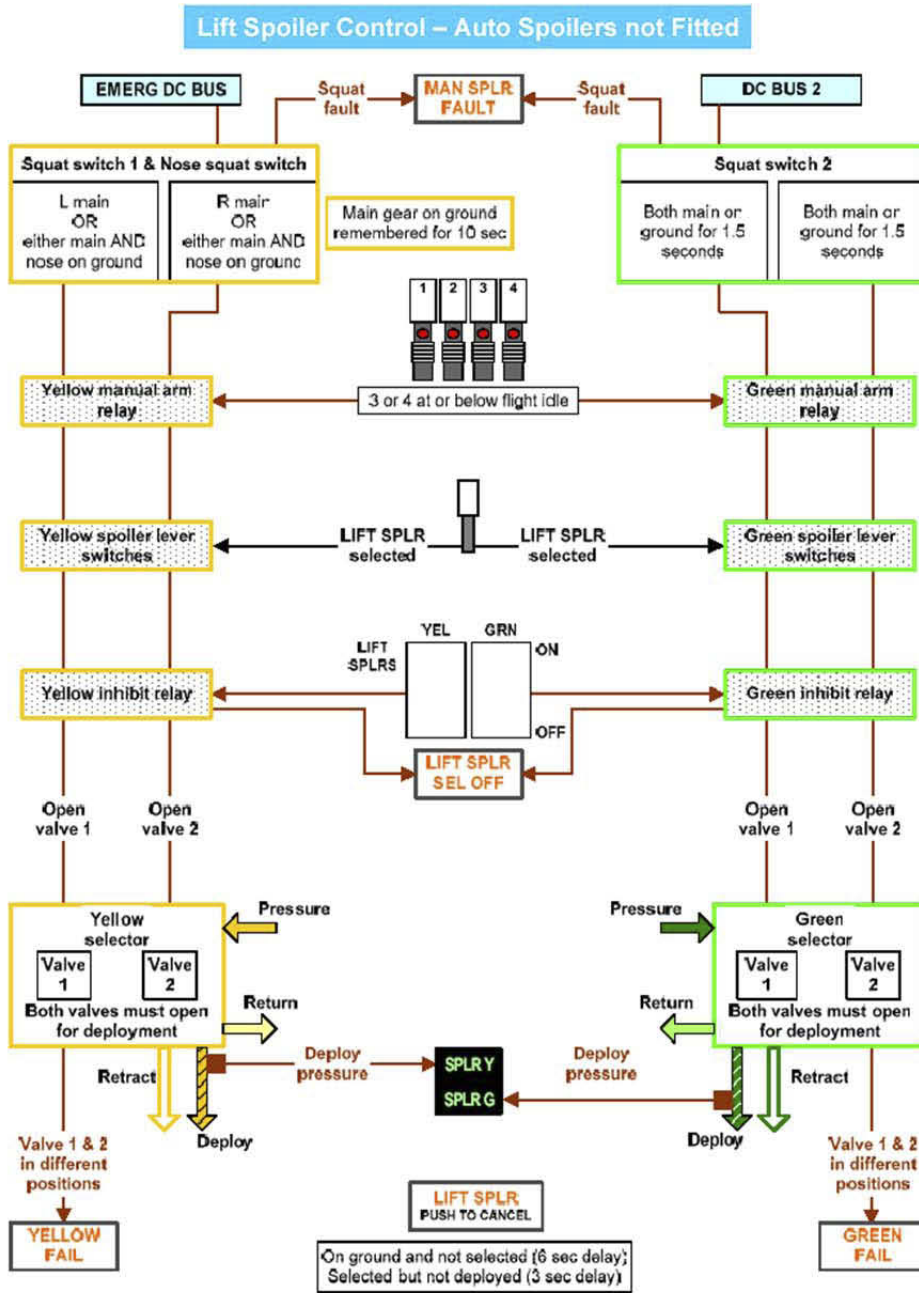 Lift Spoiler Control – Auto Spoilers not Fitted
EMERG DC BUS
Squat
fault
MAN SPLR
FAULT
Squat
fault
DC BUS 2
Squat switch 1 & Nose squat switch
L main
OR
either main AND
nose on ground
R main
OR
either main AND
nose on ground
Main gear on ground
remembered for 10 sec
Squat switch 2
Both main on
ground for 1.5
seconds
Both main on
ground for 1.5
seconds
1 2 3 4
Yellow manual arm
relay
3 or 4 at or below flight idle
Green manual arm
relay
Yellow spoiler lever
switches
LIFT SPLR
selected
LIFT SPLR
selected
Green spoiler lever
switches
YEL GRN
LIFT
SPLRS
ON
OFF
Yellow inhibit relay
Green inhibit relay
LIFT SPLR
SEL OFF
Open
valve 1
Open
valve 2
Open
valve 1
Open
valve 2
Yellow
selector
Valve
1
Valve
2
Both valves must open
for deployment
Pressure
Return
Pressure
Return
Green
selector
Valve
1
Valve
2
Both valves must open
for deployment
Retract
Deploy
Deploy
pressure
SPLR Y
SPLR G
Deploy
pressure
Retract
Deploy
Valve 1 & 2
in different
positions
YELLOW
FAIL
Valve 1 & 2
in different
positions
GREEN
FAIL
LIFT SPLR
PUSH TO CANCEL
On ground and not selected (6 sec delay)
Selected but not deployed (3 sec delay)